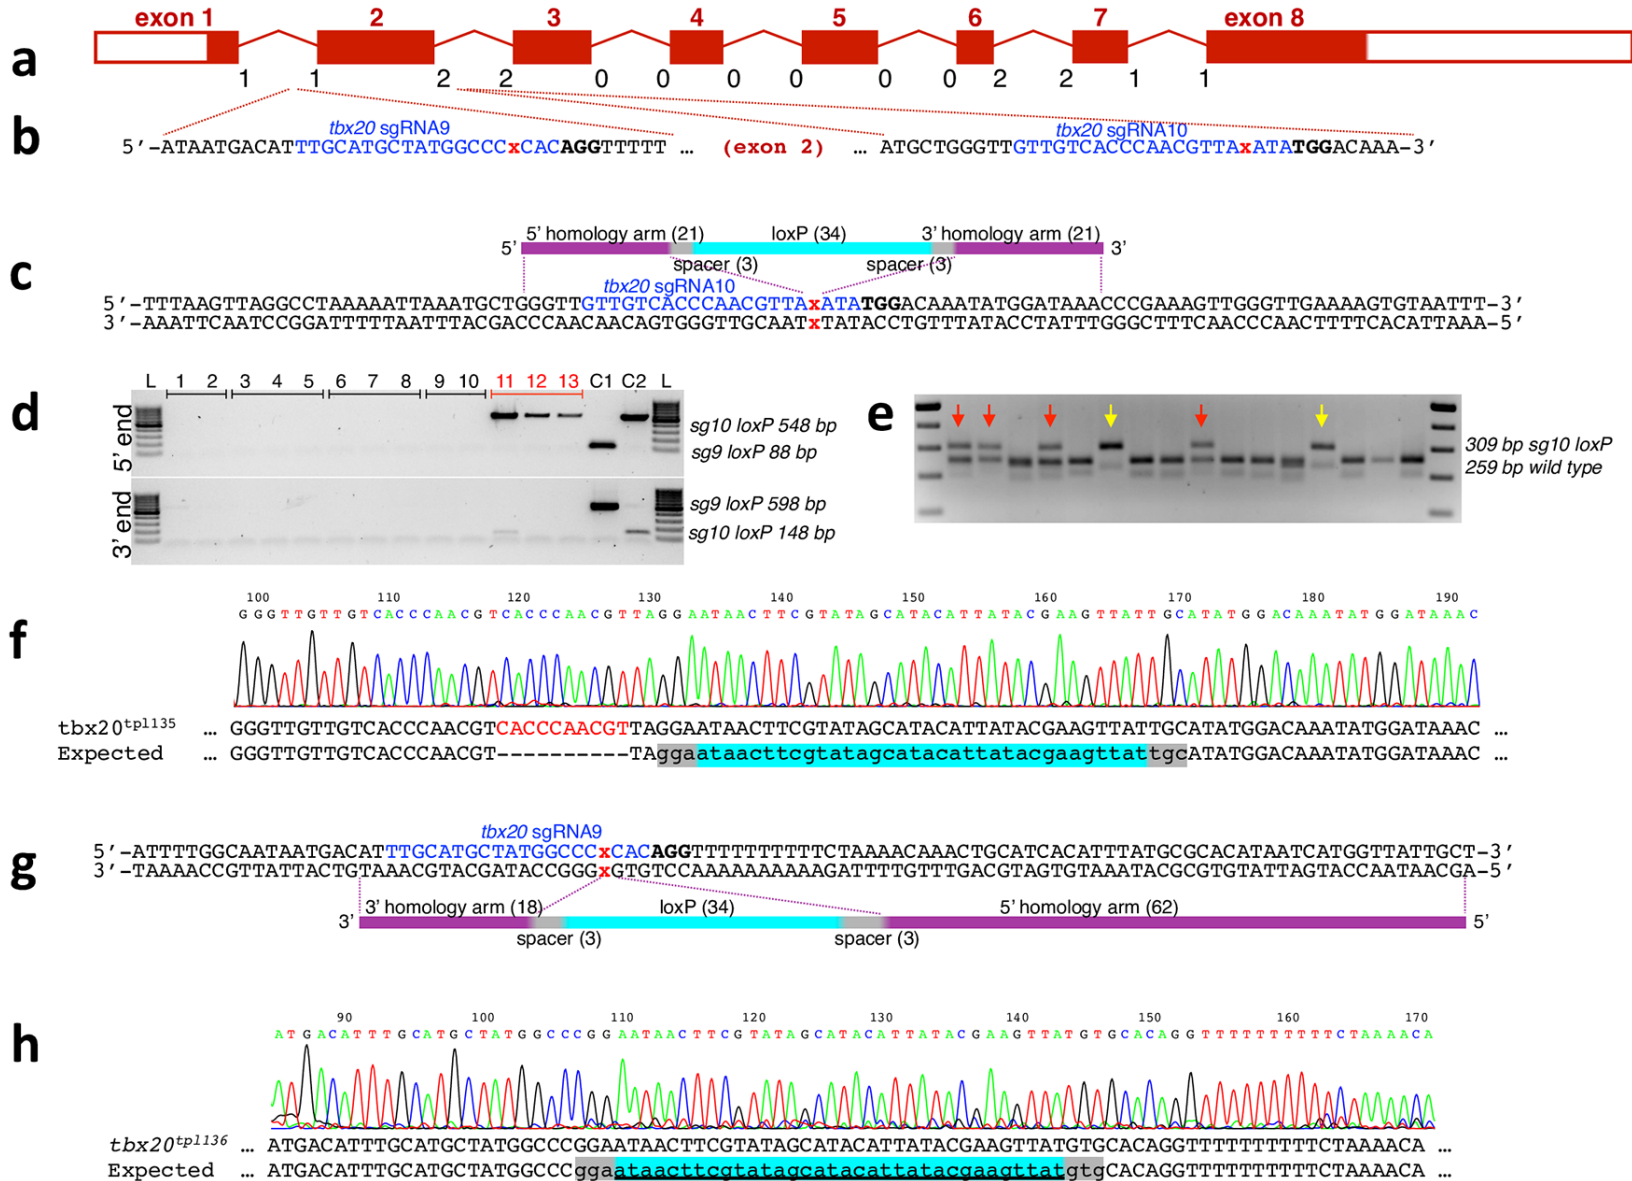 a
exon 1 2 3 4 5 6 7 exon 8
1 1 2 2 0 0 0 0 0 0 2 2 1 1
b
tbx20 sgRNA9 tbx20 sgRNA10
5'-ATAATGACATTTGCATGCTATGGCCCxCACAGGTTTTT ... (exon 2) ... ATGCTGGGTTGTTGTCACCCAACGTTAxATATGGACAAA-3'
c
5' 5' homology arm (21) loxP (34) 3' homology arm (21) 3'
spacer (3) spacer (3)
tbx20 sgRNA10
5'-TTTAAGTTAGGCCTAAAAATTAAATGCTGGGTTGTTGTCACCCAACGTTAxATATGGACAAATATGGATAAACCCGAAAGTTGGGTTGAAAAGTGTAATTT-3'
3'-AAATTCAATCCGGATTTTTAATTTACGACCCAACAACAGTGGGTTGCAATxTATACCTGTTTATACCTATTTGGGCTTTCAACCCAACTTTTCACATTAAA-5'
d
L 1 2 3 4 5 6 7 8 9 10 11 12 13 C1 C2 L
5' end
sg10 loxP 548 bp
sg9 loxP 88 bp
3' end
sg9 loxP 598 bp
sg10 loxP 148 bp
e
309 bp sg10 loxP
259 bp wild type
f
100 110 120 130 140 150 160 170 180 190
GGGTTGTTGTCACCCAACGTCACCCAACGTTAGGAATAACTTCGTATAGCATACATTATACGAAGTTATTGCATATGGACAAATATGGATAAAC
tbx20tpl135 ... GGGTTGTTGTCACCCAACGTCACCCAACGTTAGGAATAACTTCGTATAGCATACATTATACGAAGTTATTGCATATGGACAAATATGGATAAAC ...
Expected ... GGGTTGTTGTCACCCAACGT----------TAggaataacttcgtatagcatacattatacgaagttattgcATATGGACAAATATGGATAAAC ...
g
tbx20 sgRNA9
5'-ATTTTGGCAATAATGACATTTGCATGCTATGGCCCxCACAGGTTTTTTTTTTTCTAAAACAAACTGCATCACATTTATGCGCACATAATCATGGTTATTGCT-3'
3'-TAAAACCGTTATTACTGTAAACGTACGATACCGGGxGTGTCCAAAAAAAAAAAGATTTTGTTTGACGTAGTGTAAATACGCGTGTATTAGTACCAATAACGA-5'
3' 3' homology arm (18) loxP (34) 5' homology arm (62) 5'
spacer (3) spacer (3)
h
90 100 110 120 130 140 150 160 170
ATGACATTTGCATGCTATGGCCCGGAATAACTTCGTATAGCATACATTATACGAAGTTATGTGCACAGGTTTTTTTTTTTCTAAAACA
tbx20tpl136 ... ATGACATTTGCATGCTATGGCCCGGAATAACTTCGTATAGCATACATTATACGAAGTTATGTGCACAGGTTTTTTTTTTTCTAAAACA ...
Expected ... ATGACATTTGCATGCTATGGCCCggaataacttcgtatagcatacattatacgaagttatgtgCACAGGTTTTTTTTTTTCTAAAACA ...